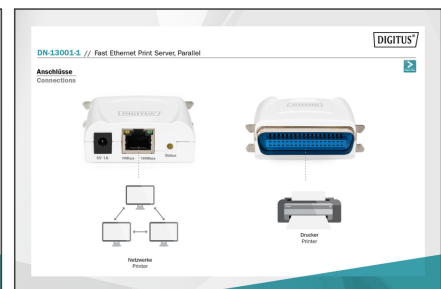 DIGITUS®
DN-13001-1 // Fast Ethernet Print Server, Parallel
Anschlüsse
Connections
DIGITUS
5V 1A
10Mbps
100Mbps
Status
Netzwerke
Printer
Drucker
Printer